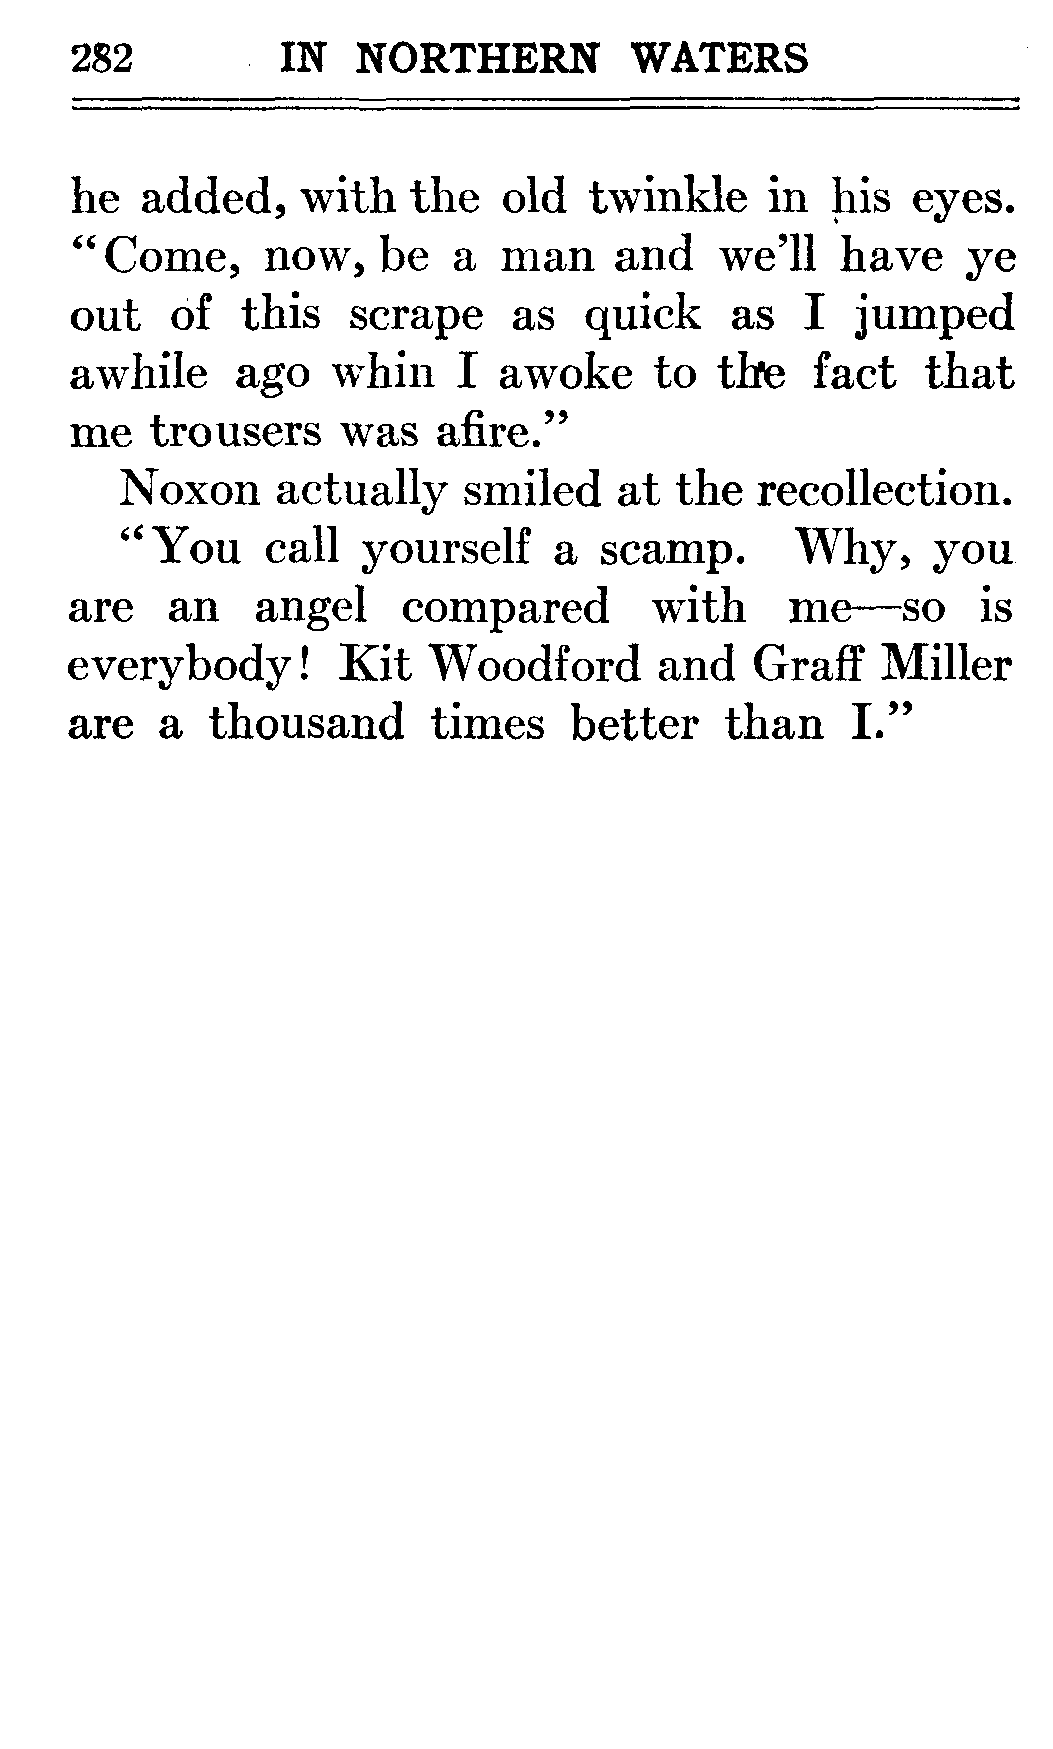 282 IN NORTHERN WATERS
he added, with the old twinkle in his eyes.
“Come, now, be a man and we'll have ye
out of this scrape as quick as I jumped
awhile ago whin I awoke to the fact that
me trousers was afire.”
Noxon actually smiled at the recollection.
“You call yourself a scamp. Why, you
are an angel compared with me—so is
everybody! Kit Woodford and Graff Miller
are a thousand times better than I.”